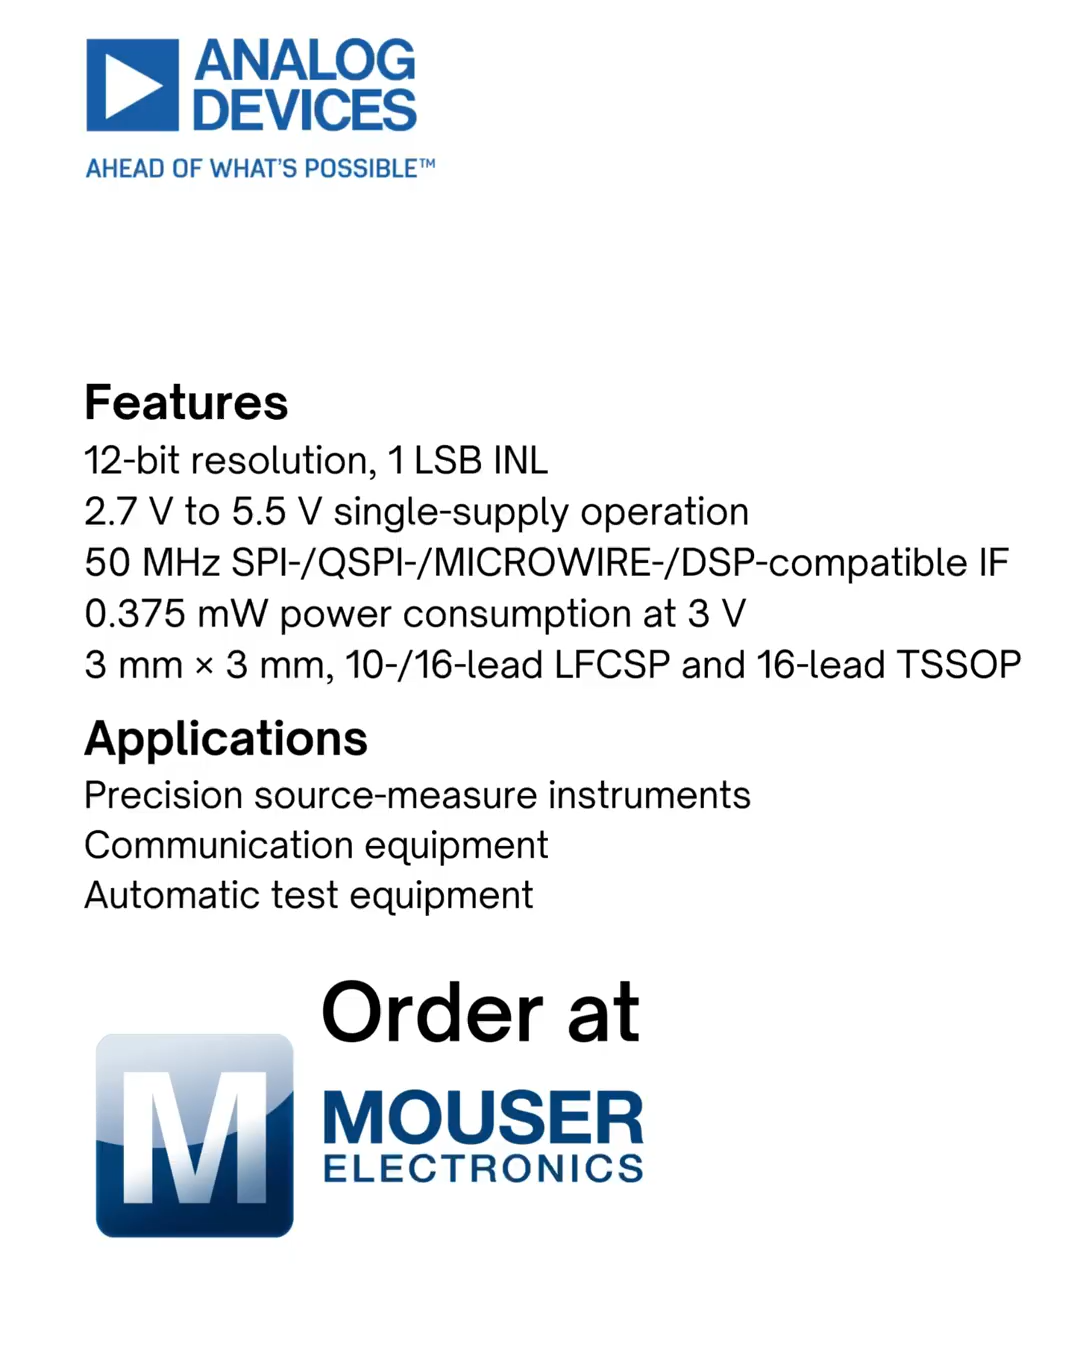 ANALOG
DEVICES
AHEAD OF WHAT'S POSSIBLE™
Features
12-bit resolution, 1 LSB INL
2.7 V to 5.5 V single-supply operation
50 MHz SPI-/QSPI-/MICROWIRE-/DSP-compatible IF
0.375 mW power consumption at 3 V
3 mm × 3 mm, 10-/16-lead LFCSP and 16-lead TSSOP
Applications
Precision source-measure instruments
Communication equipment
Automatic test equipment
Order at
M
MOUSER
ELECTRONICS